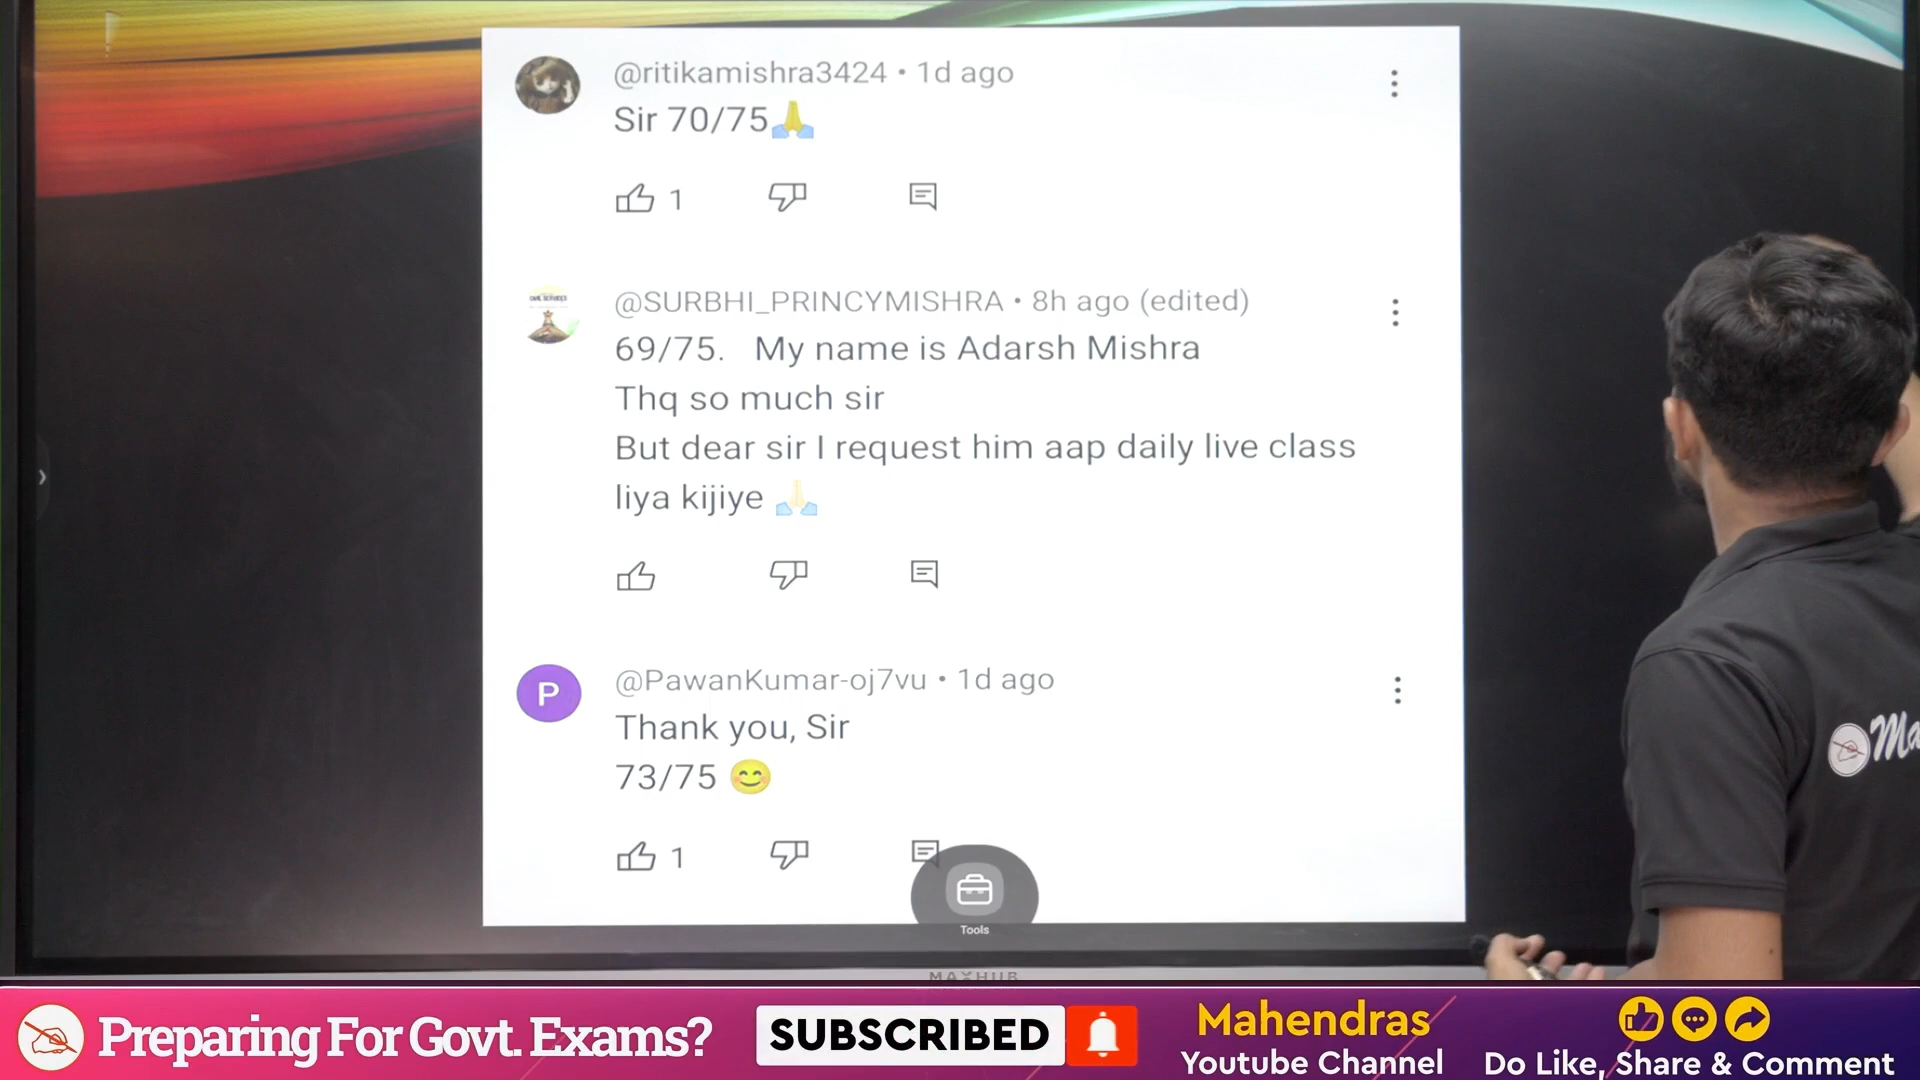 @ritikamishra3424 • 1d ago
Sir 70/75🙏
1
@SURBHI_PRINCYMISHRA • 8h ago (edited)
69/75. My name is Adarsh Mishra
Thq so much sir
But dear sir I request him aap daily live class
liya kijiye 🙏🏻
P
@PawanKumar-oj7vu • 1d ago
Thank you, Sir
73/75 😊
1
Tools
MAXHUB
Preparing For Govt. Exams?
SUBSCRIBED
Mahendras
Youtube Channel
Do Like, Share & Comment